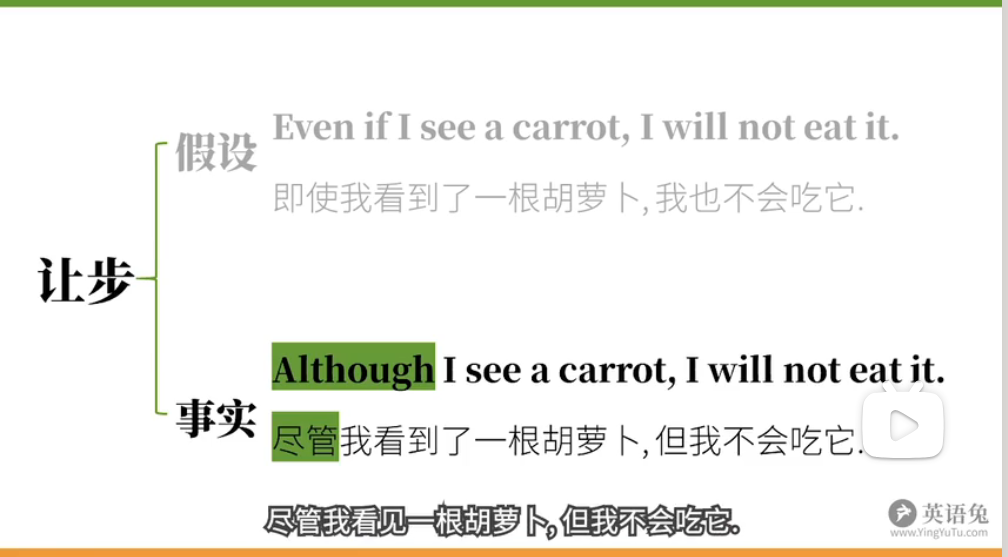 Even if I see a carrot, I will not eat it.
假设
即使我看到了一根胡萝卜, 我也不会吃它.
让步
Although I see a carrot, I will not eat it.
事实
尽管我看到了一根胡萝卜, 但我不会吃它.
尽管我看见一根胡萝卜, 但我不会吃它.
英语兔
www.YingYuTu.com